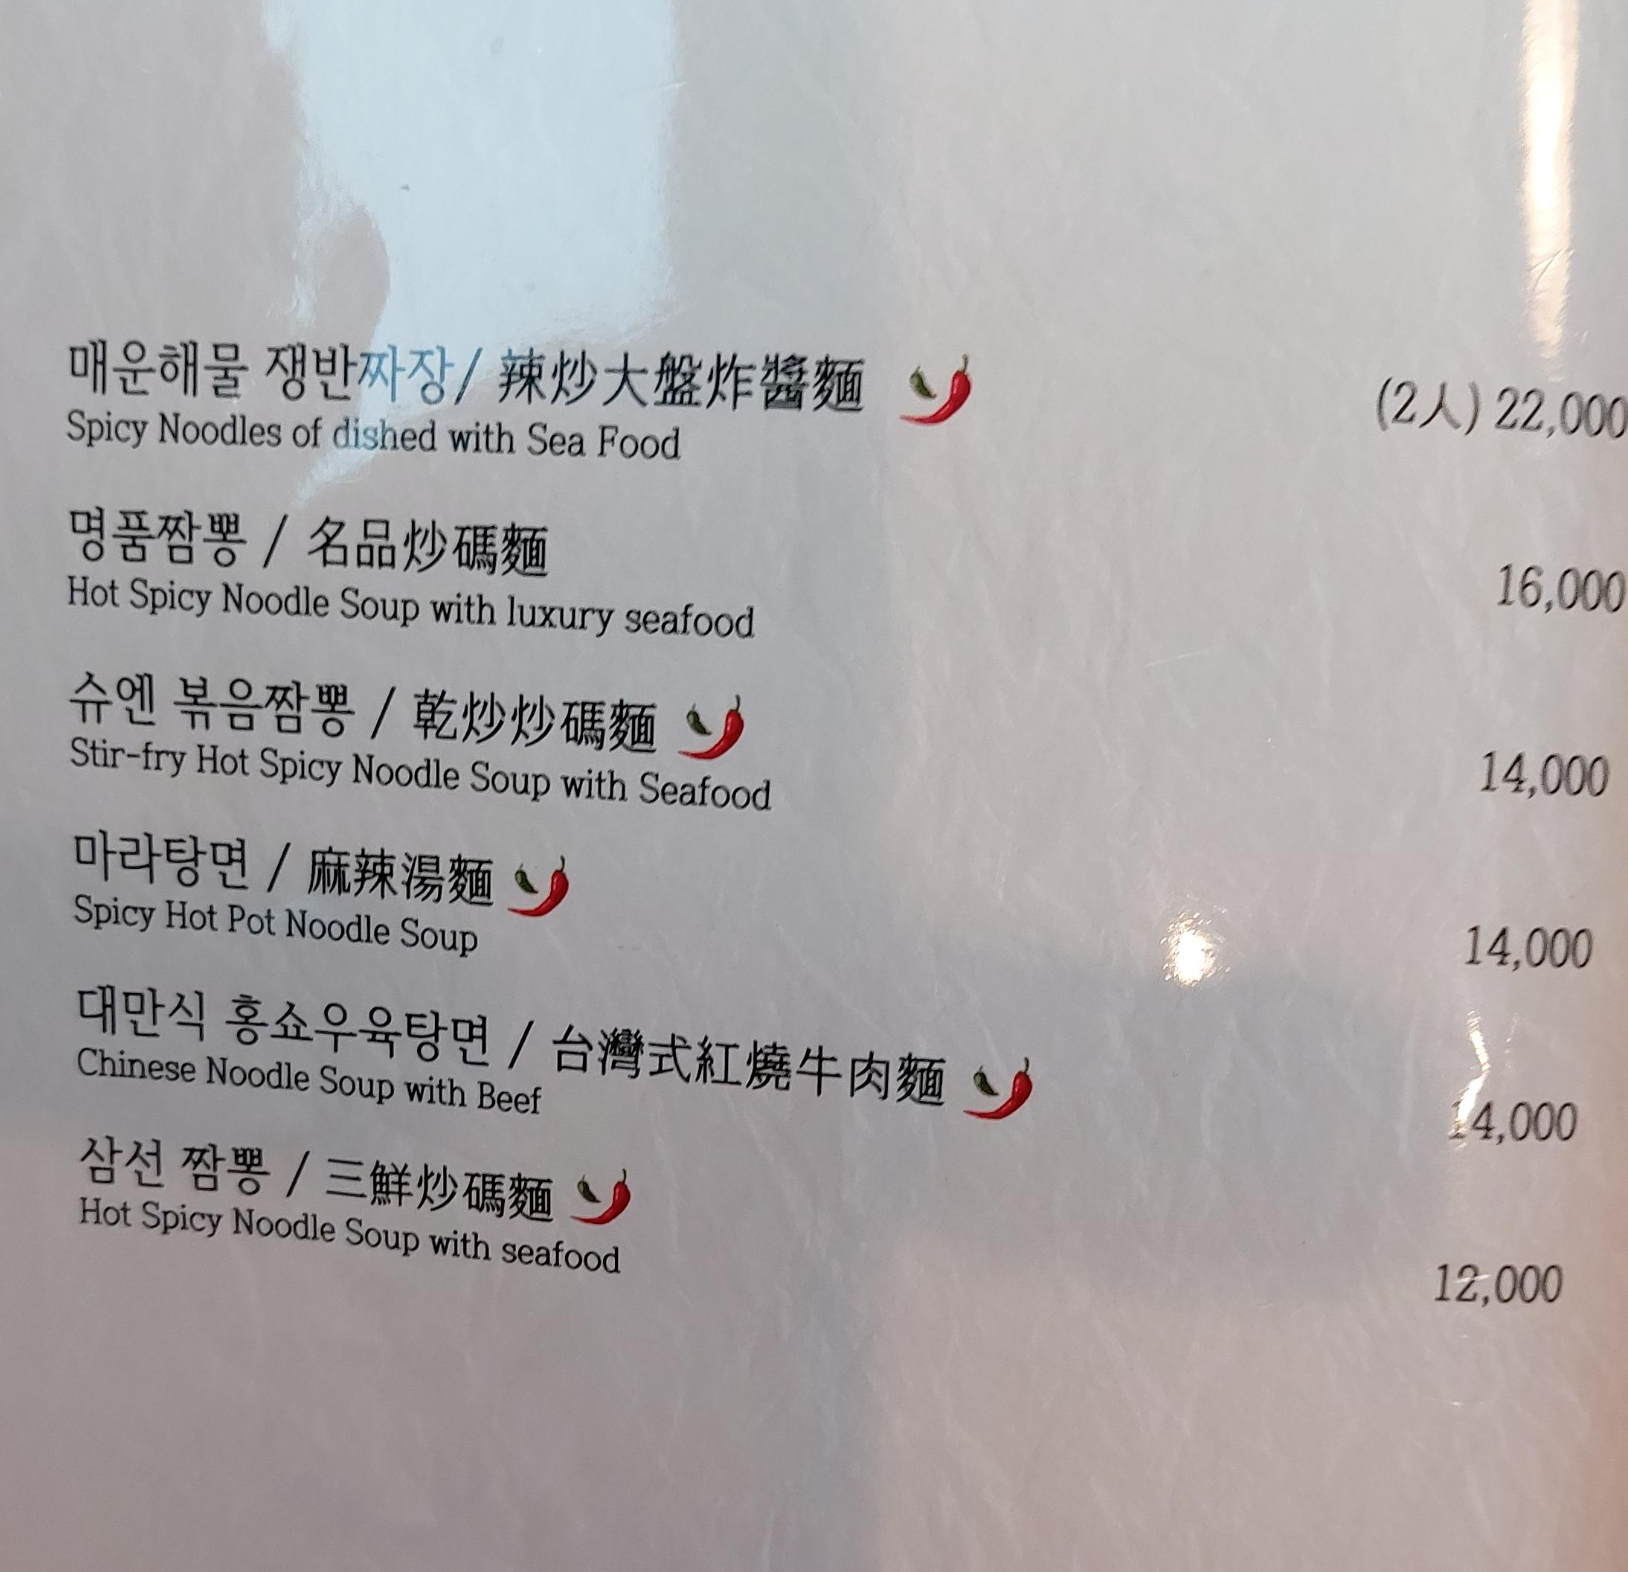 매운해물 쟁반짜장/ 辣炒大盤炸醬麵 (2人) 22,000
Spicy Noodles of dished with Sea Food
명품짬뽕 / 名品炒碼麵 16,000
Hot Spicy Noodle Soup with luxury seafood
슈엔 볶음짬뽕 / 乾炒炒碼麵 14,000
Stir-fry Hot Spicy Noodle Soup with Seafood
마라탕면 / 麻辣湯麵 14,000
Spicy Hot Pot Noodle Soup
대만식 홍쇼우육탕면 / 台灣式紅燒牛肉麵 14,000
Chinese Noodle Soup with Beef
삼선 짬뽕 / 三鮮炒碼麵 12,000
Hot Spicy Noodle Soup with seafood